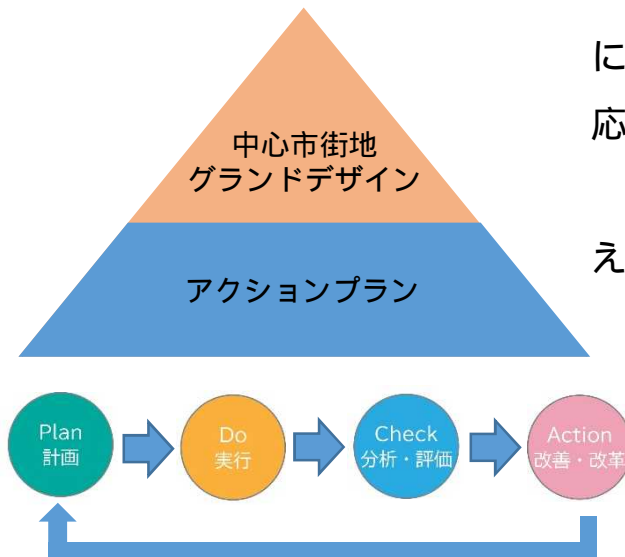 中心市街地
グランドデザイン
アクションプラン
に
応
え
Plan
計画
Do
実行
Check
分析・評価
Action
改善・改革